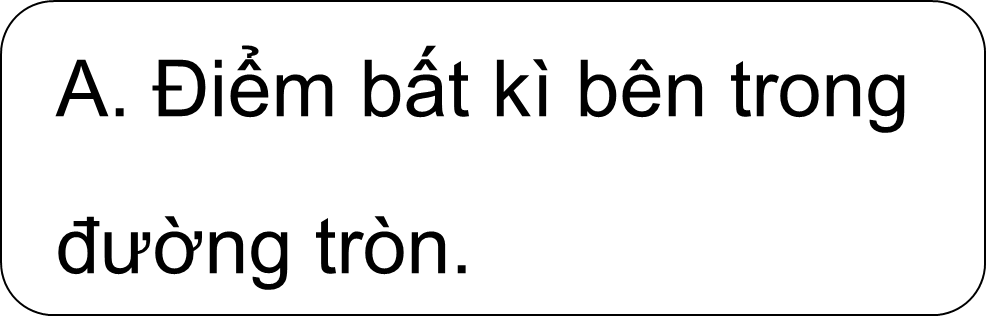 A. Điểm bất kì bên trong
đường tròn.